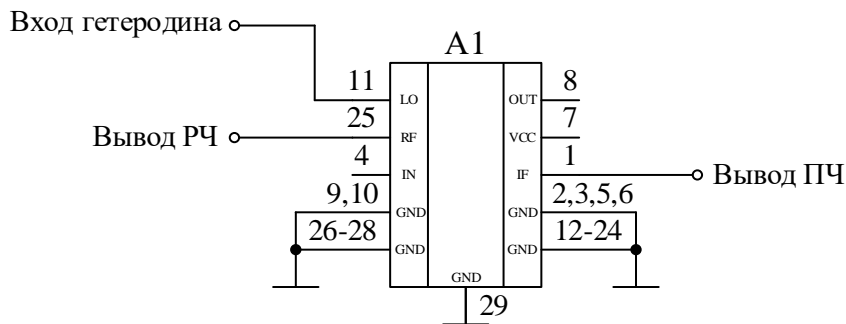 Вход гетеродина
A1
11
LO
OUT
8
25
Вывод РЧ
RF
VCC
7
4
IN
IF
1
Вывод ПЧ
9,10
GND
GND
2,3,5,6
26-28
GND
GND
12-24
GND
29